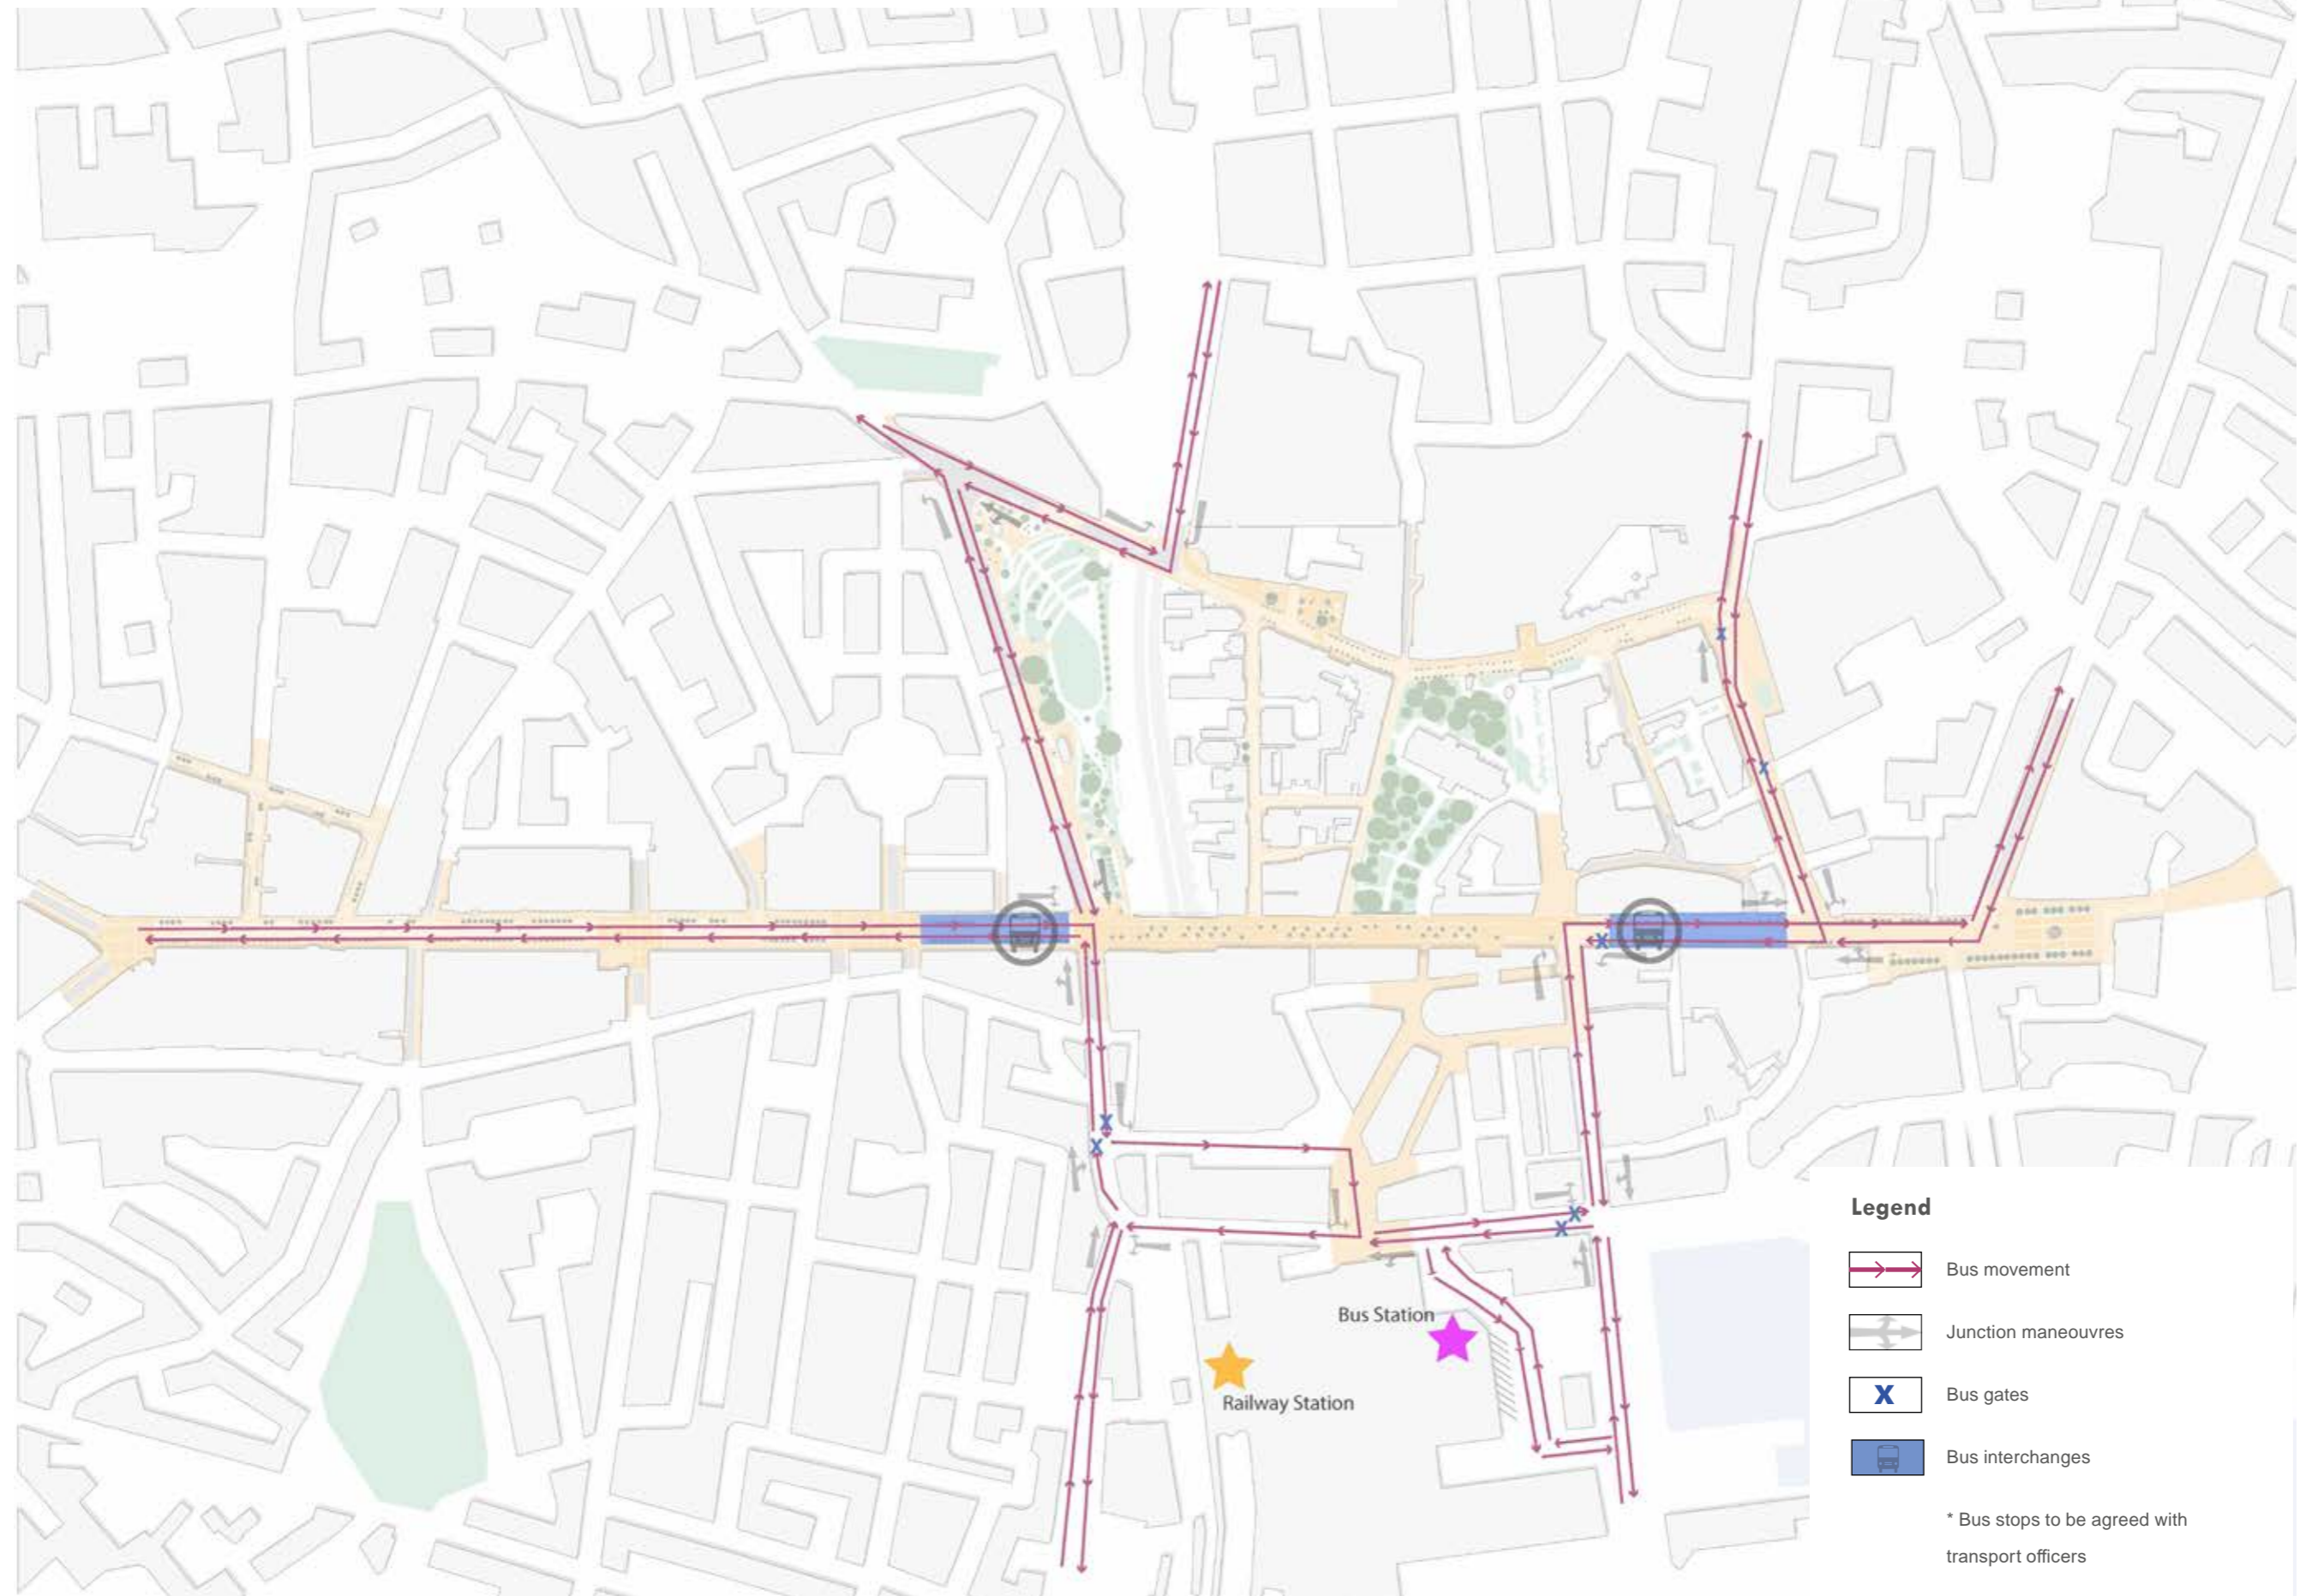 Bus Station
Railway Station
Legend
Bus movement
Junction maneouvres
X
Bus gates
Bus interchanges
* Bus stops to be agreed with
transport officers